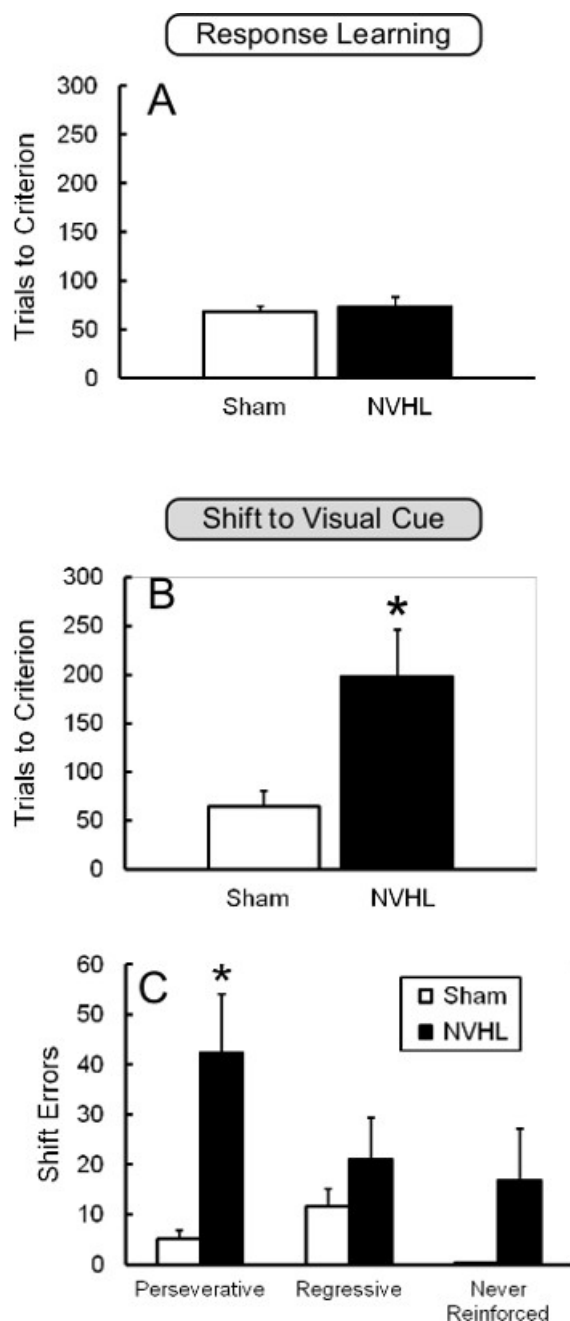 Response Learning
A
Trials to Criterion
300
250
200
150
100
50
0
Sham NVHL
Shift to Visual Cue
B
*
Trials to Criterion
300
250
200
150
100
50
0
Sham NVHL
C
*
Sham
NVHL
Shift Errors
60
50
40
30
20
10
0
Perseverative Regressive Never
Reinforced